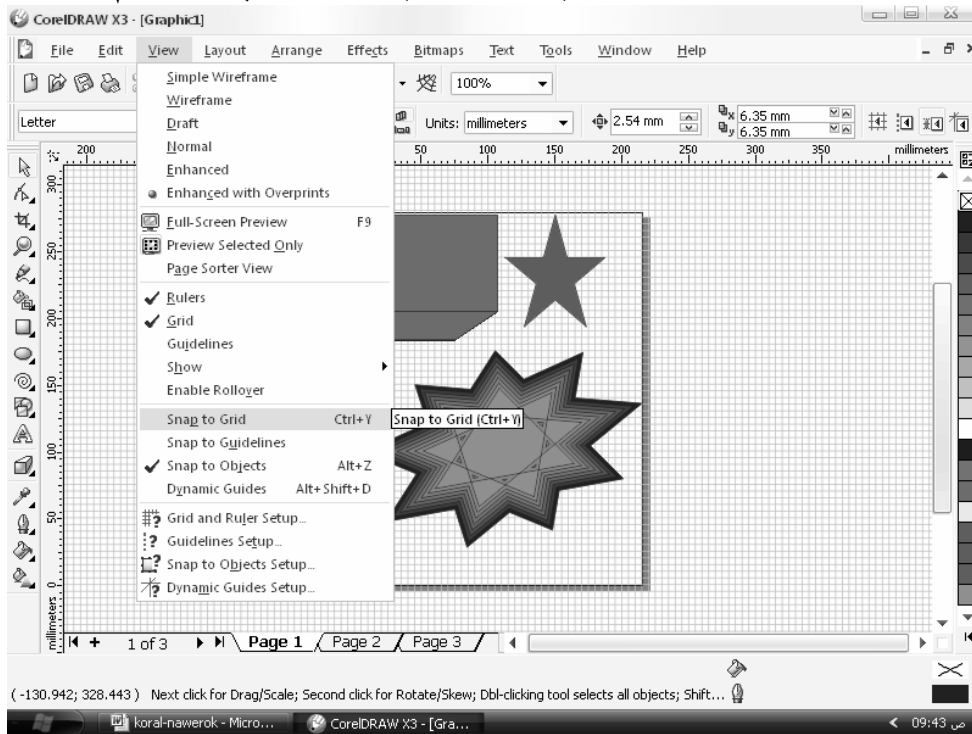 CorelDRAW X3 - [Graphic1]
File Edit View Layout Arrange Effects Bitmaps Text Tools Window Help
100%
Letter
Units: millimeters
2.54 mm
x 6.35 mm
y 6.35 mm
200 50 100 150 200 250 300 350 millimeters
300
250
200
150
100
50
0
millimeters
Simple Wireframe
Wireframe
Draft
Normal
Enhanced
Enhanced with Overprints
Full-Screen Preview F9
Preview Selected Only
Page Sorter View
Rulers
Grid
Guidelines
Show
Enable Rollover
Snap to Grid Ctrl+Y
Snap to Grid (Ctrl+Y)
Snap to Guidelines
Snap to Objects Alt+Z
Dynamic Guides Alt+Shift+D
Grid and Ruler Setup...
Guidelines Setup...
Snap to Objects Setup...
Dynamic Guides Setup...
1 of 3 Page 1 Page 2 Page 3
(-130.942; 328.443) Next click for Drag/Scale; Second click for Rotate/Skew; Dbl-clicking tool selects all objects; Shift...
koral-nawerok - Micro... CorelDRAW X3 - [Gra... 09:43 ص